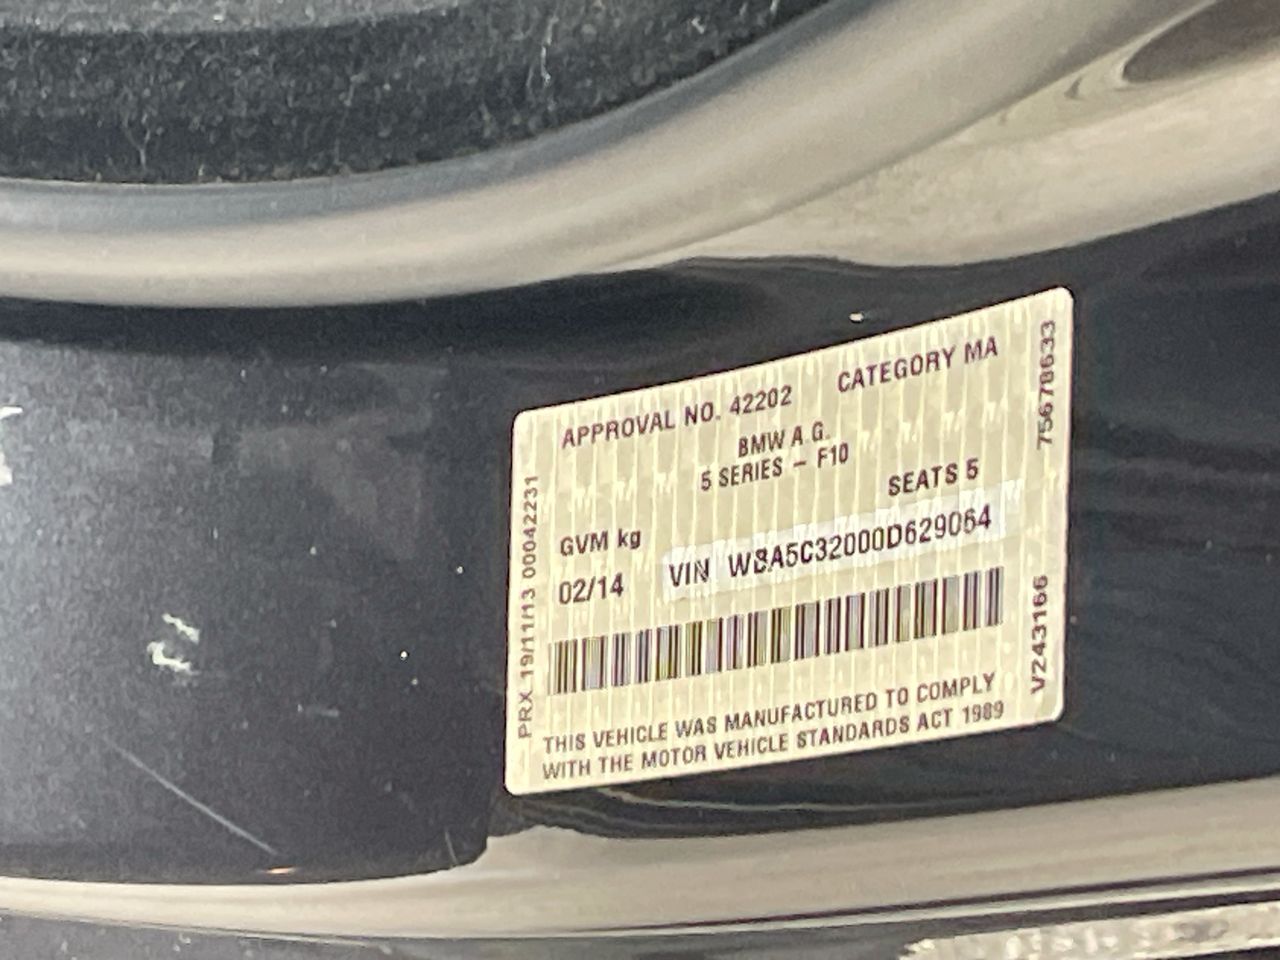 APPROVAL NO. 42202 CATEGORY MA
BMW A.G.
5 SERIES - F10
SEATS 5
GVM kg
02/14 VIN WBA5C32000D629064
THIS VEHICLE WAS MANUFACTURED TO COMPLY
WITH THE MOTOR VEHICLE STANDARDS ACT 1989
PRX 19/11/13 00042231
75678633
V243166